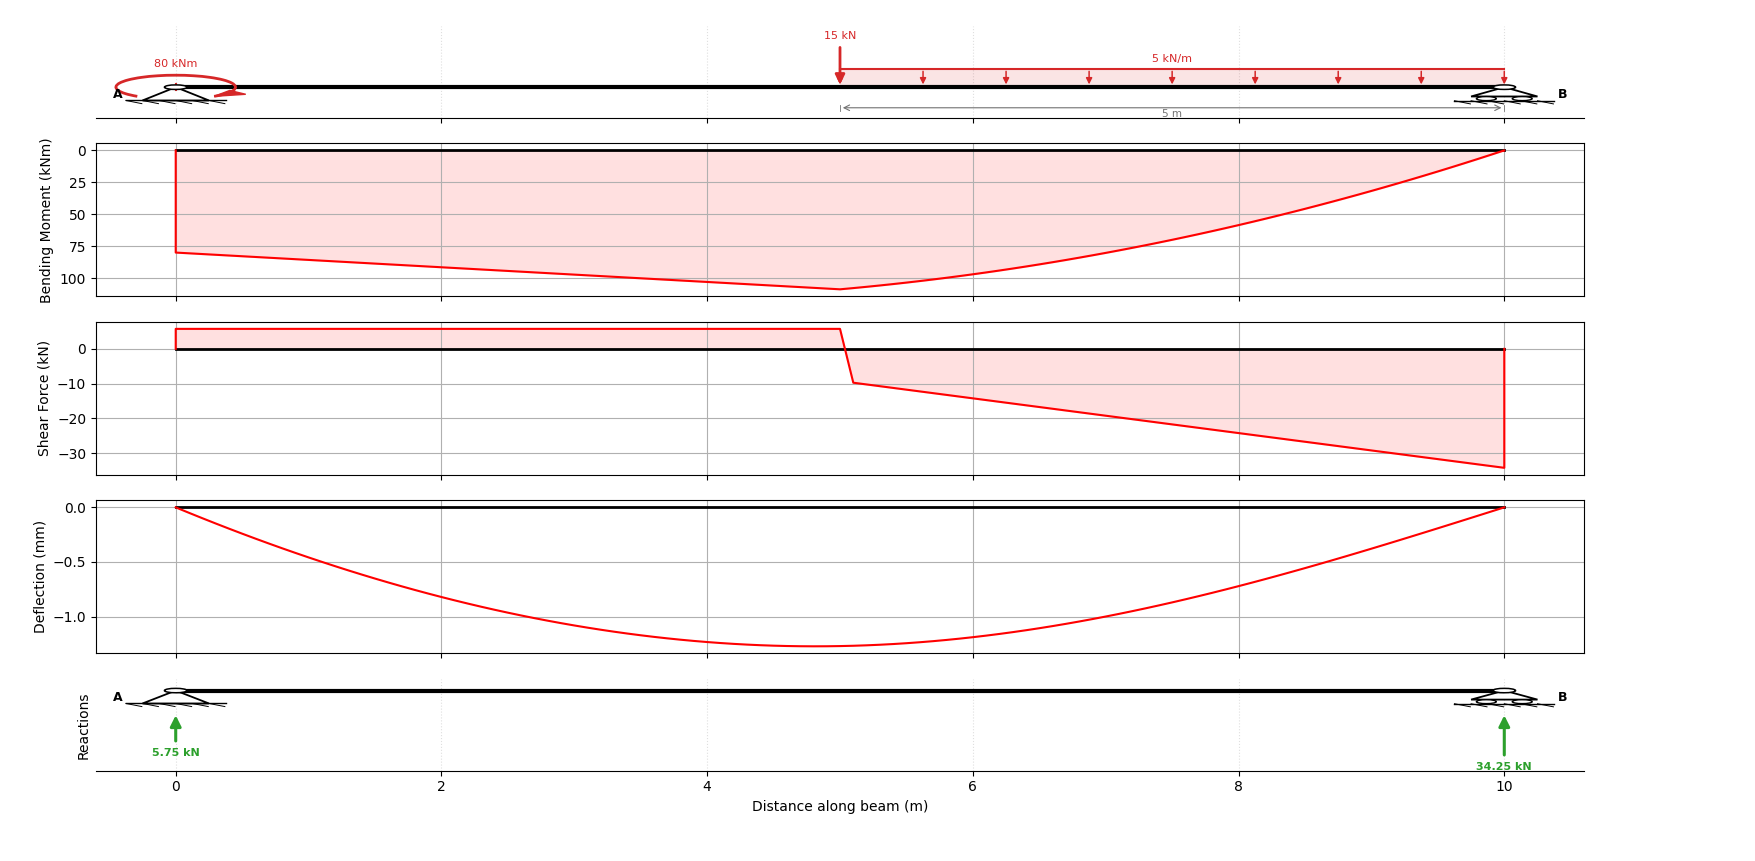 15 kN
5 kN/m
80 kNm
A
B
5 m
Bending Moment (kNm)
0
25
50
75
100
Shear Force (kN)
0
−10
−20
−30
Deflection (mm)
0.0
−0.5
−1.0
Reactions
A
B
5.75 kN
34.25 kN
0 2 4 6 8 10
Distance along beam (m)